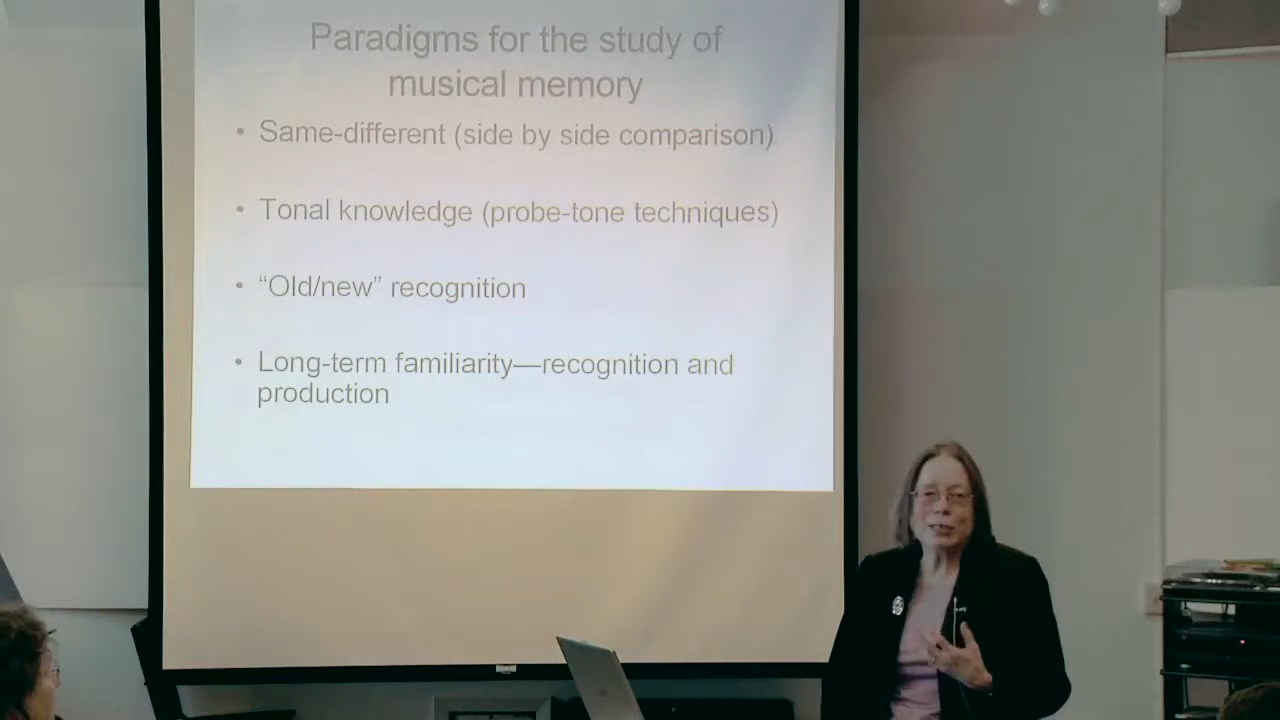 Paradigms for the study of
musical memory
• Same-different (side by side comparison)
• Tonal knowledge (probe-tone techniques)
• “Old/new” recognition
• Long-term familiarity—recognition and
production